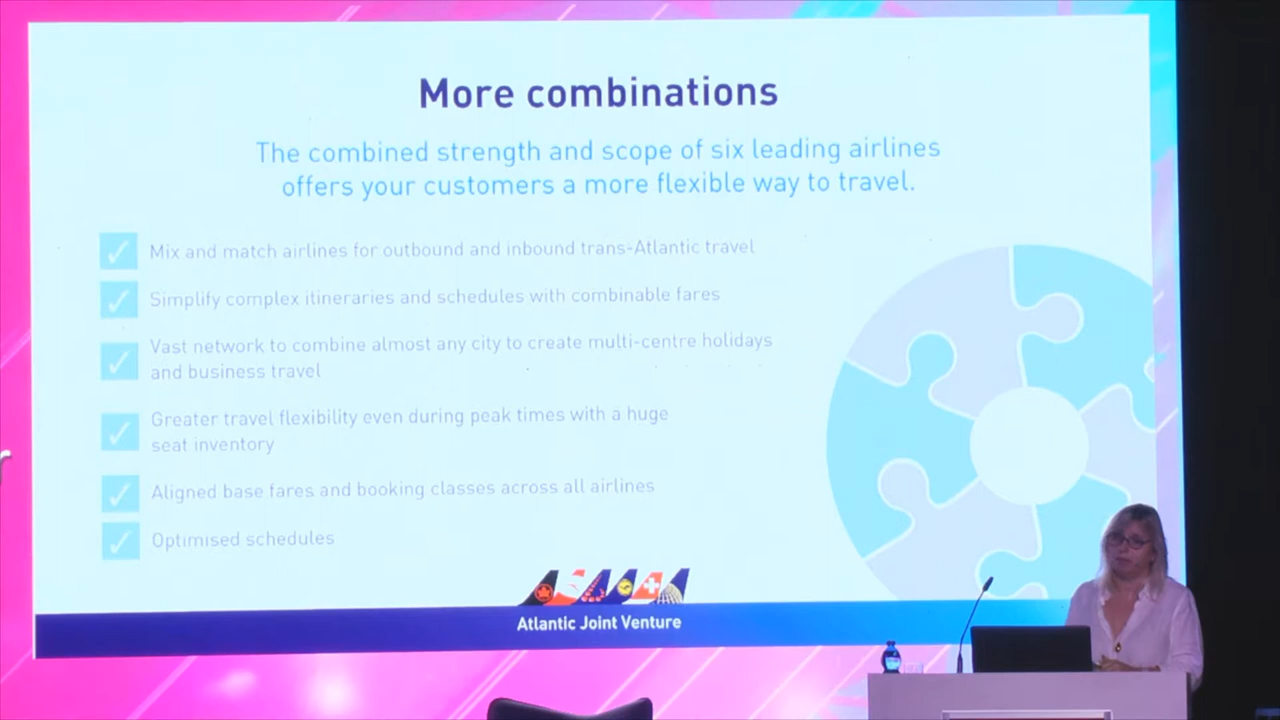 More combinations
The combined strength and scope of six leading airlines
offers your customers a more flexible way to travel.
Mix and match airlines for outbound and inbound trans-Atlantic travel
Simplify complex itineraries and schedules with combinable fares
Vast network to combine almost any city to create multi-centre holidays
and business travel
Greater travel flexibility even during peak times with a huge
seat inventory
Aligned base fares and booking classes across all airlines
Optimised schedules
Atlantic Joint Venture